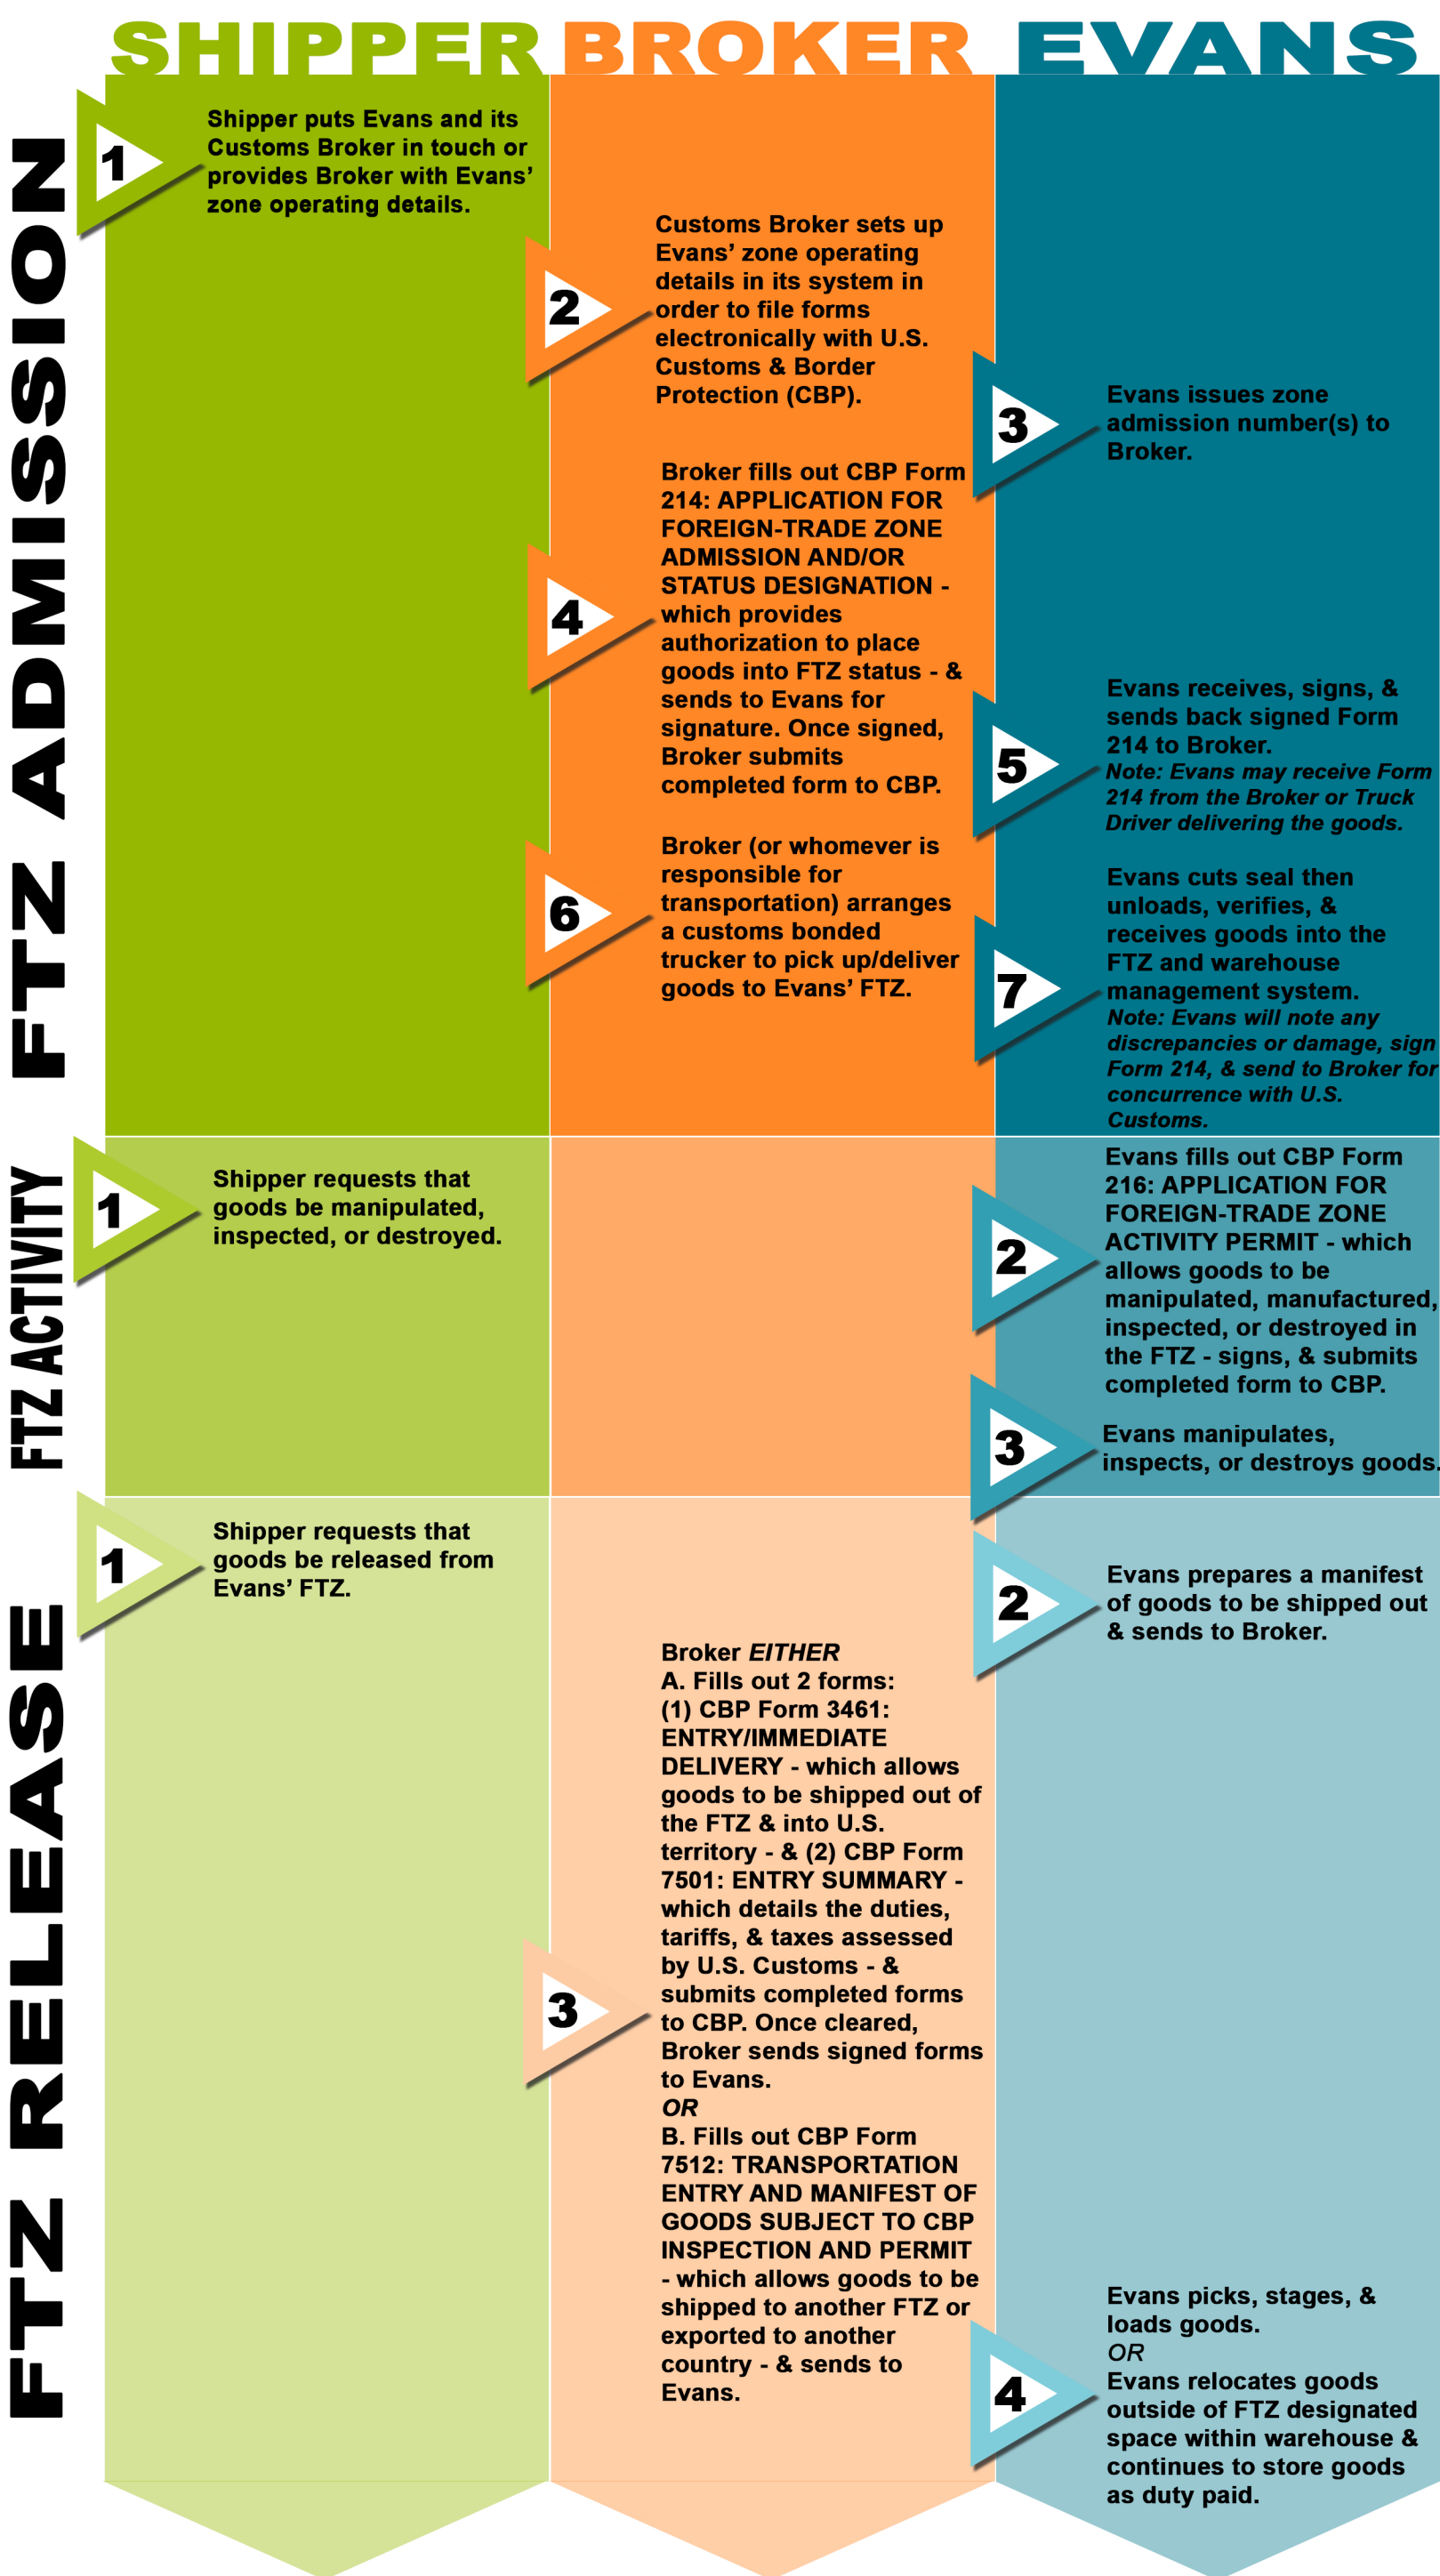 SHIPPER BROKER EVANS
FTZ ADMISSION
1
Shipper puts Evans and its
Customs Broker in touch or
provides Broker with Evans’
zone operating details.
2
Customs Broker sets up
Evans’ zone operating
details in its system in
order to file forms
electronically with U.S.
Customs & Border
Protection (CBP).
3
Evans issues zone
admission number(s) to
Broker.
4
Broker fills out CBP Form
214: APPLICATION FOR
FOREIGN-TRADE ZONE
ADMISSION AND/OR
STATUS DESIGNATION -
which provides
authorization to place
goods into FTZ status - &
sends to Evans for
signature. Once signed,
Broker submits
completed form to CBP.
5
Evans receives, signs, &
sends back signed Form
214 to Broker.
Note: Evans may receive Form
214 from the Broker or Truck
Driver delivering the goods.
6
Broker (or whomever is
responsible for
transportation) arranges
a customs bonded
trucker to pick up/deliver
goods to Evans’ FTZ.
7
Evans cuts seal then
unloads, verifies, &
receives goods into the
FTZ and warehouse
management system.
Note: Evans will note any
discrepancies or damage, sign
Form 214, & send to Broker for
concurrence with U.S.
Customs.
FTZ ACTIVITY
1
Shipper requests that
goods be manipulated,
inspected, or destroyed.
2
Evans fills out CBP Form
216: APPLICATION FOR
FOREIGN-TRADE ZONE
ACTIVITY PERMIT - which
allows goods to be
manipulated, manufactured,
inspected, or destroyed in
the FTZ - signs, & submits
completed form to CBP.
3
Evans manipulates,
inspects, or destroys goods.
FTZ RELEASE
1
Shipper requests that
goods be released from
Evans’ FTZ.
2
Evans prepares a manifest
of goods to be shipped out
& sends to Broker.
3
Broker EITHER
A. Fills out 2 forms:
(1) CBP Form 3461:
ENTRY/IMMEDIATE
DELIVERY - which allows
goods to be shipped out of
the FTZ & into U.S.
territory - & (2) CBP Form
7501: ENTRY SUMMARY -
which details the duties,
tariffs, & taxes assessed
by U.S. Customs - &
submits completed forms
to CBP. Once cleared,
Broker sends signed forms
to Evans.
OR
B. Fills out CBP Form
7512: TRANSPORTATION
ENTRY AND MANIFEST OF
GOODS SUBJECT TO CBP
INSPECTION AND PERMIT
- which allows goods to be
shipped to another FTZ or
exported to another
country - & sends to
Evans.
4
Evans picks, stages, &
loads goods.
OR
Evans relocates goods
outside of FTZ designated
space within warehouse &
continues to store goods
as duty paid.